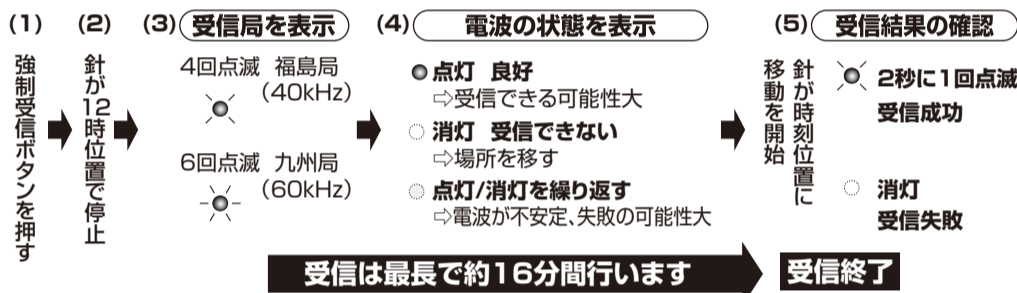 (1)
強制受信ボタンを押す
(2)
針が12時位置で停止
(3) 受信局を表示
4回点滅 福島局
(40kHz)
6回点滅 九州局
(60kHz)
(4) 電波の状態を表示
点灯 良好
⇨受信できる可能性大
消灯 受信できない
⇨場所を移す
点灯/消灯を繰り返す
⇨電波が不安定、失敗の可能性大
(5) 受信結果の確認
針が時刻位置に
移動を開始
2秒に1回点滅
受信成功
消灯
受信失敗
受信は最長で約16分間行います
受信終了